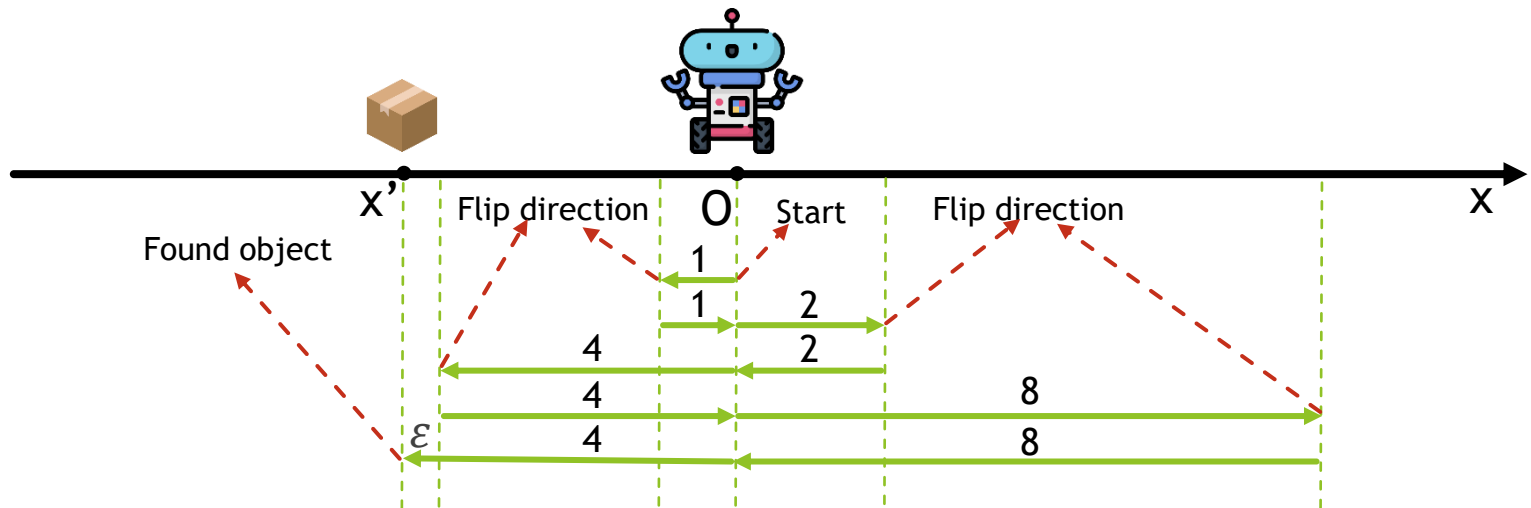 x’
O
x
Flip direction
Start
Flip direction
Found object
1
1
2
4
2
4
8
ε
4
8